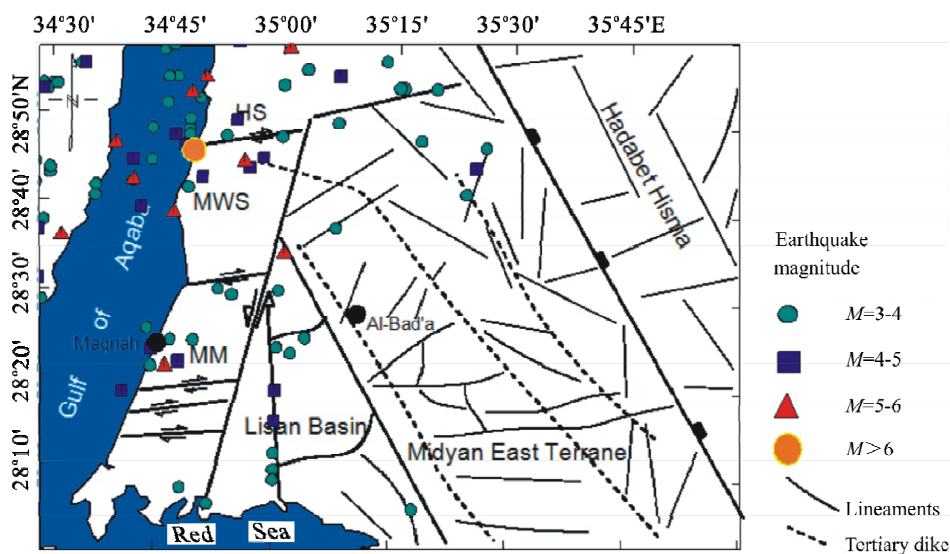 34°30′ 34°45′ 35°00′ 35°15′ 35°30′ 35°45′E
28°50′N
28°40′
28°30′
28°20′
28°10′
N
HS
MWS
Hadabet Hisma
Gulf of Aqaba
Al-Bad'a
Maqnah
MM
Lisan Basin
Midyan East Terrane
Red Sea
Earthquake
magnitude
M=3-4
M=4-5
M=5-6
M>6
Lineaments
Tertiary dike